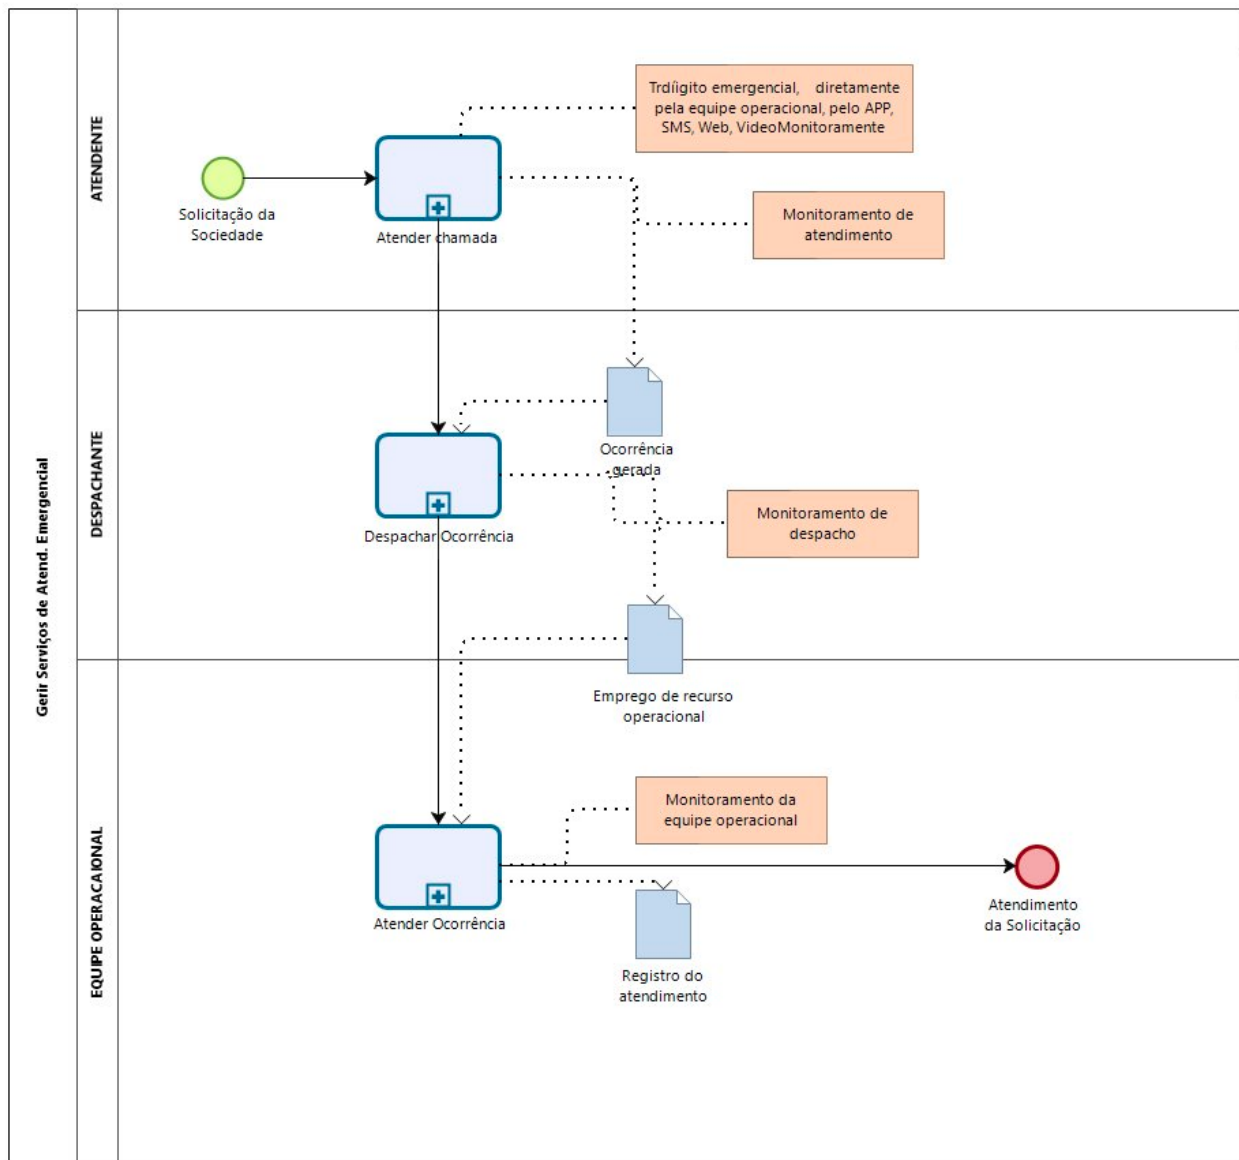 Gerir Serviços de Atend. Emergencial
ATENDENTE
Trdíigito emergencial, diretamente
pela equipe operacional, pelo APP,
SMS, Web, VideoMonitoramente
Solicitação da
Sociedade
Atender chamada
Monitoramento de
atendimento
DESPACHANTE
Ocorrência
gerada
Despachar Ocorrência
Monitoramento de
despacho
Emprego de recurso
operacional
EQUIPE OPERACAIONAL
Monitoramento da
equipe operacional
Atender Ocorrência
Atendimento
da Solicitação
Registro do
atendimento